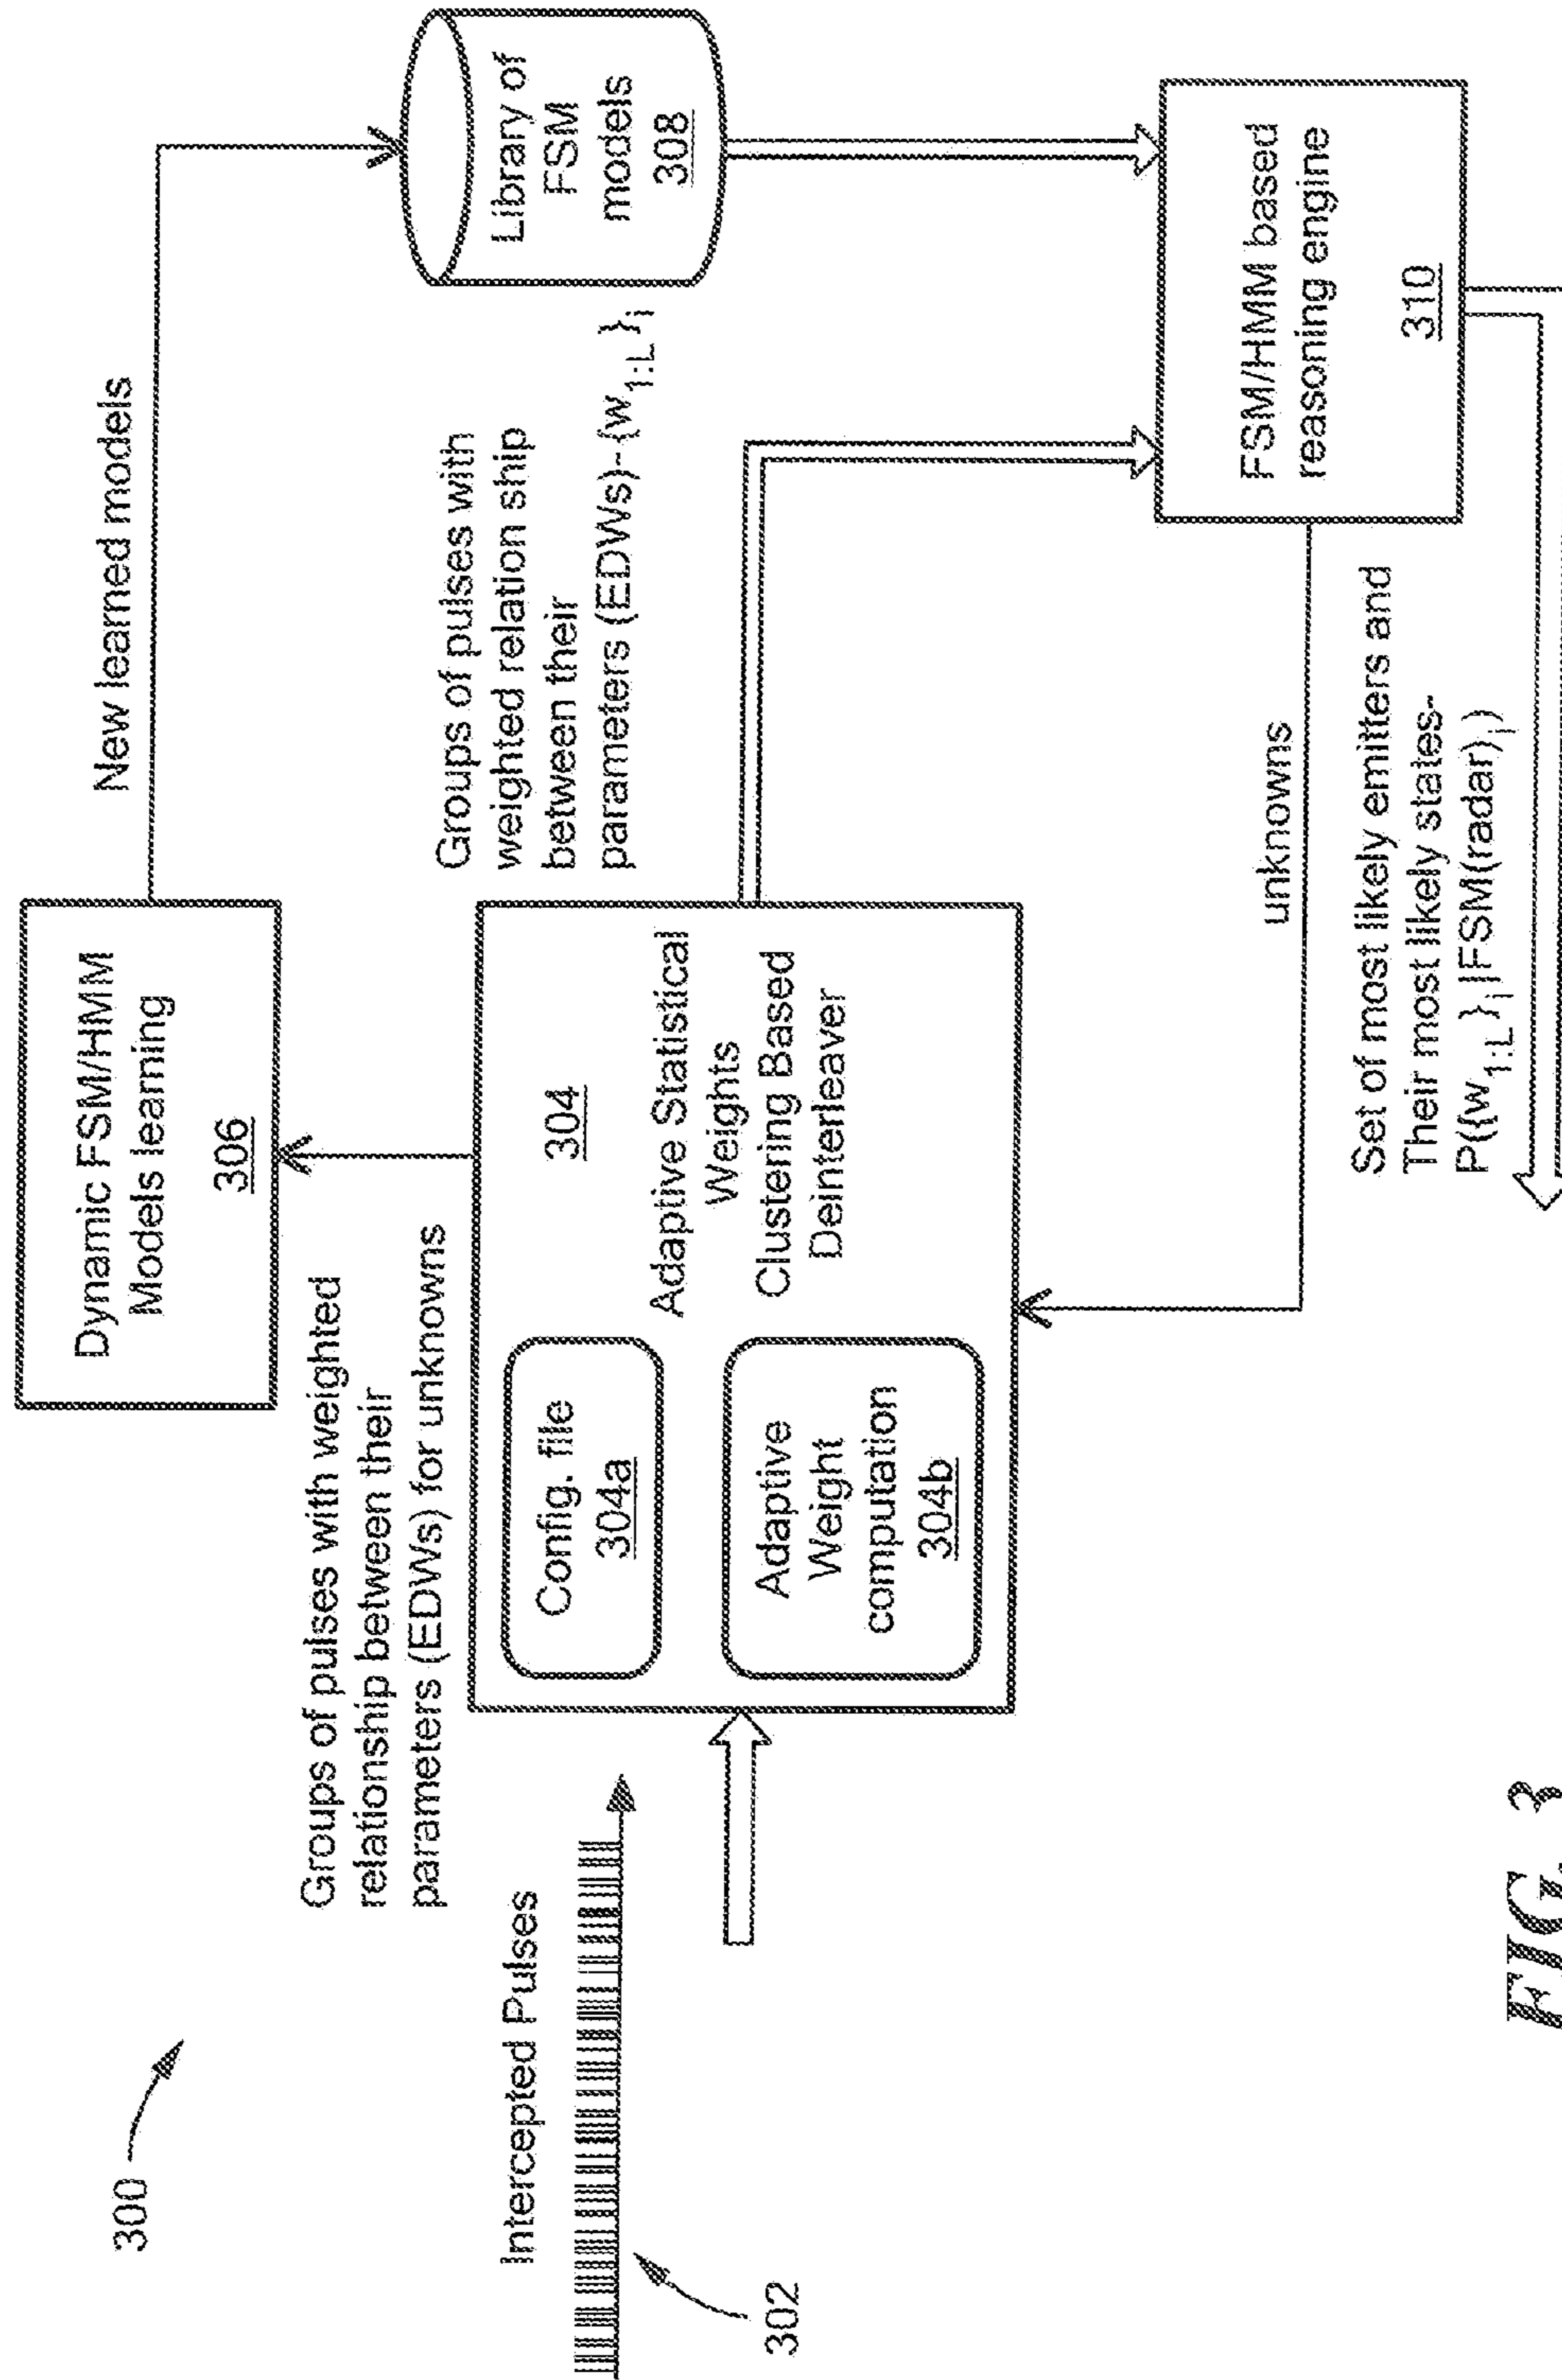 300
Intercepted Pulses
302
Groups of pulses with weighted
relationship between their
parameters (EDWs) for unknowns
Dynamic FSM/HMM
Models learning
306
New learned models
304
Config. file
304a
Adaptive
Weight
computation
304b
Adaptive Statistical
Weights
Clustering Based
Deinterleaver
Groups of pulses with
weighted relation ship
between their
parameters (EDWs)-{w1:L}i
Library of
FSM
models
308
FSM/HMM based
reasoning engine
310
unknowns
Set of most likely emitters and
Their most likely states-
P({w1:L}i|FSM(radar)i)
FIG. 3